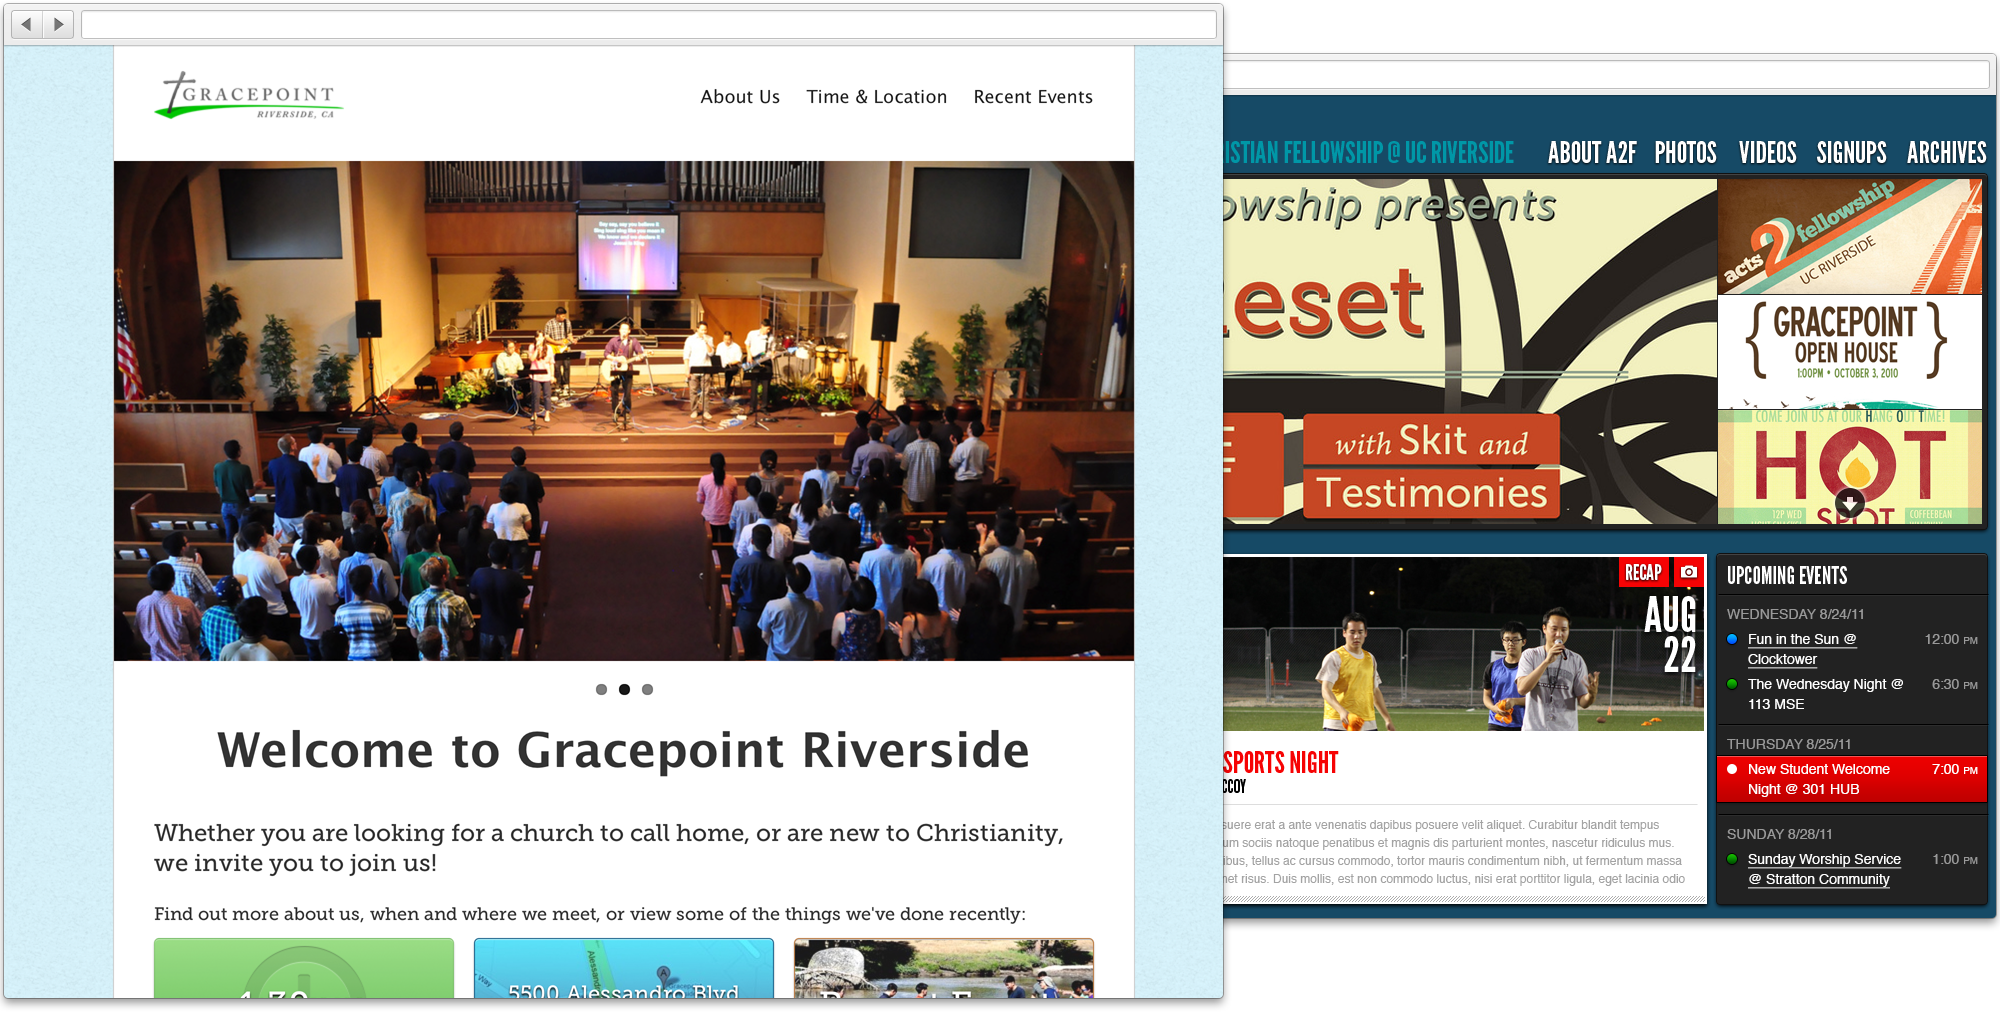 GRACEPOINT
RIVERSIDE, CA
About Us Time & Location Recent Events
Welcome to Gracepoint Riverside
Whether you are looking for a church to call home, or are new to Christianity,
we invite you to join us!
Find out more about us, when and where we meet, or view some of the things we've done recently:
5500 Alessandro Blvd
ISTIAN FELLOWSHIP @ UC RIVERSIDE
ABOUT A2F PHOTOS VIDEOS SIGNUPS ARCHIVES
owship presents
eset
with Skit and
Testimonies
acts 2 fellowship
UC RIVERSIDE
GRACEPOINT
OPEN HOUSE
1:00PM • OCTOBER 3, 2010
COME JOIN US AT OUR HANG OUT TIME!
HOT
SPOT
12P WED
COFFEEBEAN
RECAP
AUG
22
SPORTS NIGHT
CCOY
suere erat a ante venenatis dapibus posuere velit aliquet. Curabitur blandit tempus
um sociis natoque penatibus et magnis dis parturient montes, nascetur ridiculus mus.
ibus, tellus ac cursus commodo, tortor mauris condimentum nibh, ut fermentum massa
net risus. Duis mollis, est non commodo luctus, nisi erat porttitor ligula, eget lacinia odio
UPCOMING EVENTS
WEDNESDAY 8/24/11
Fun in the Sun @ 12:00 PM
Clocktower
The Wednesday Night @ 6:30 PM
113 MSE
THURSDAY 8/25/11
New Student Welcome 7:00 PM
Night @ 301 HUB
SUNDAY 8/28/11
Sunday Worship Service 1:00 PM
@ Stratton Community